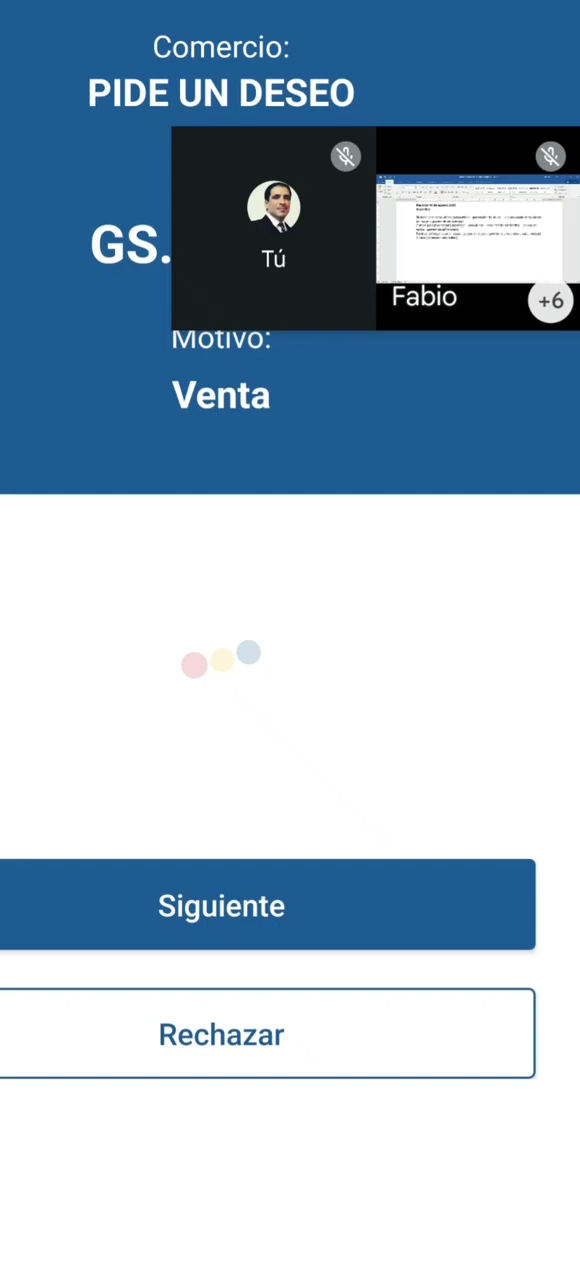 Comercio:
PIDE UN DESEO
GS.
Tú
Fabio
+6
Motivo:
Venta
Siguiente
Rechazar